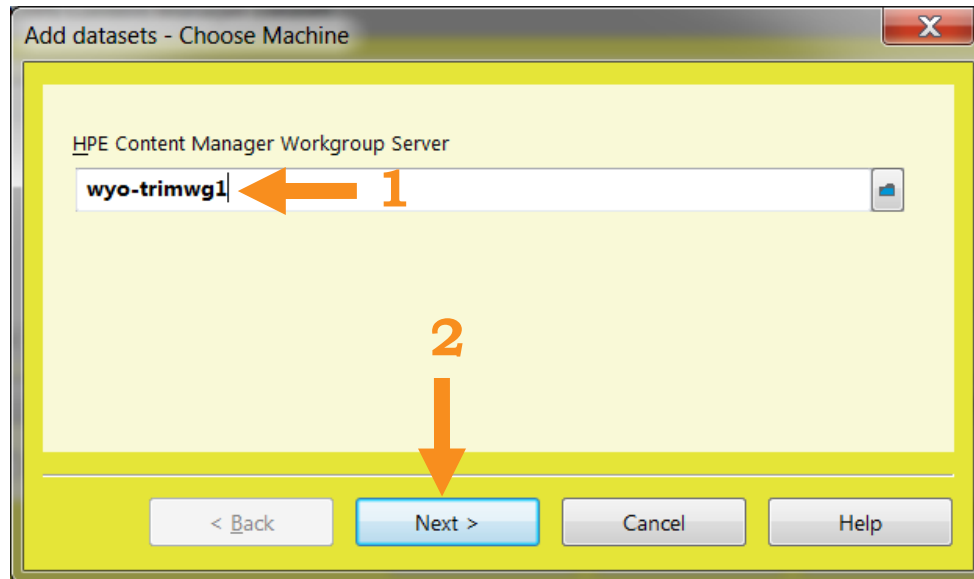 Add datasets - Choose Machine
HPE Content Manager Workgroup Server
wyo-trimwg1
1
2
< Back Next > Cancel Help